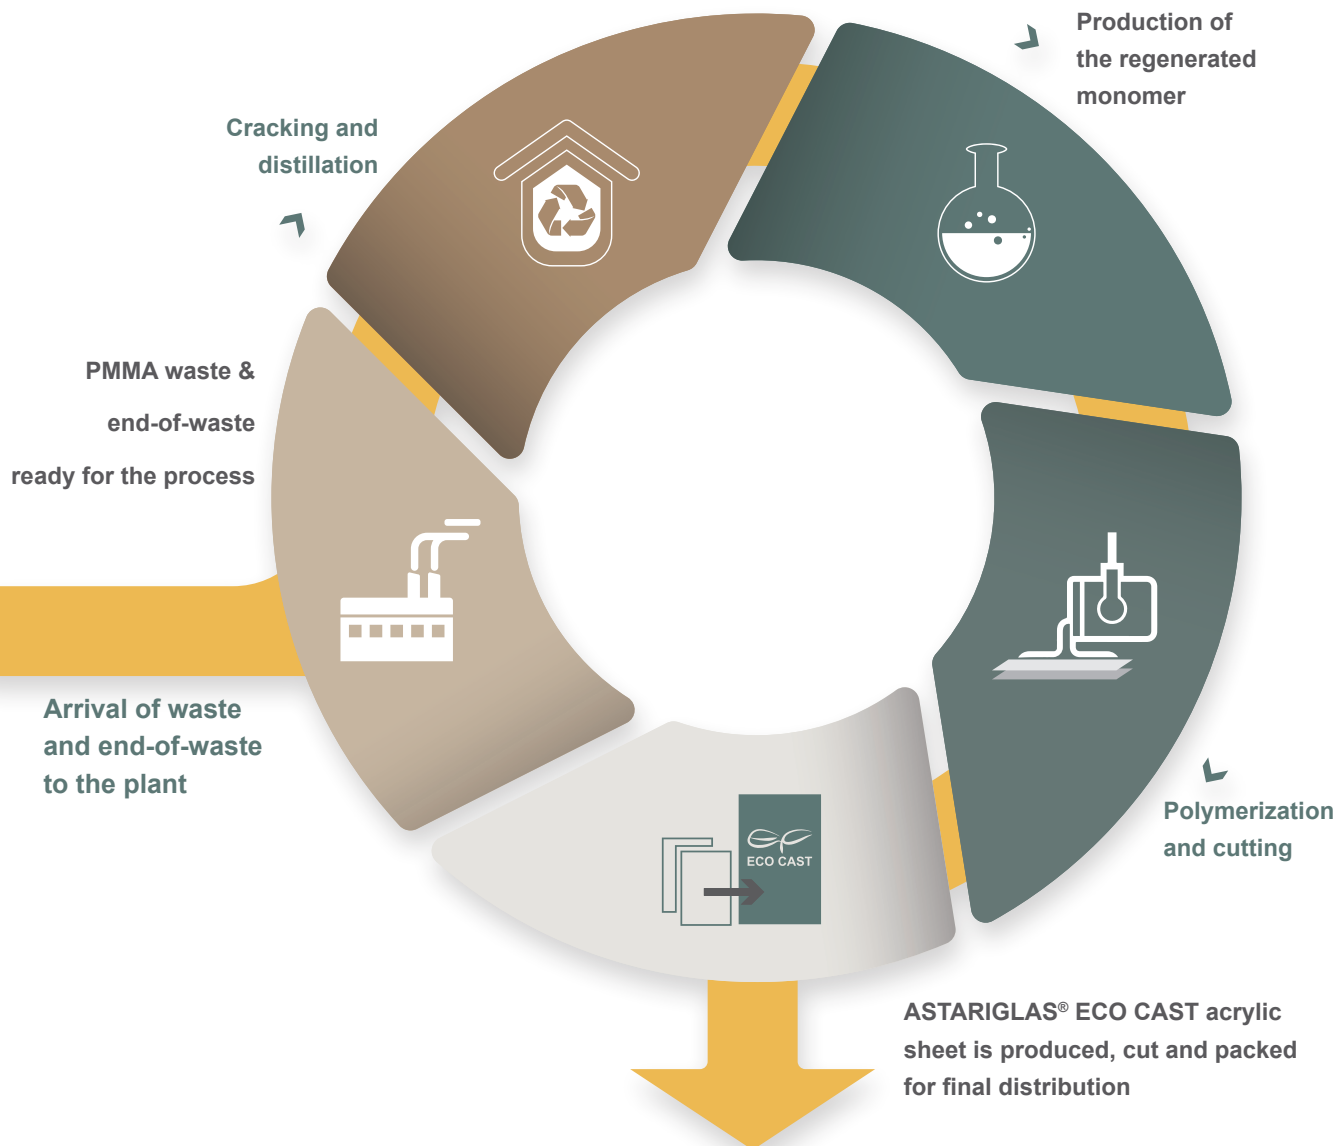 Production of
the regenerated
monomer
Cracking and
distillation
PMMA waste &
end-of-waste
ready for the process
Arrival of waste
and end-of-waste
to the plant
Polymerization
and cutting
ECO CAST
ASTARIGLAS® ECO CAST acrylic
sheet is produced, cut and packed
for final distribution